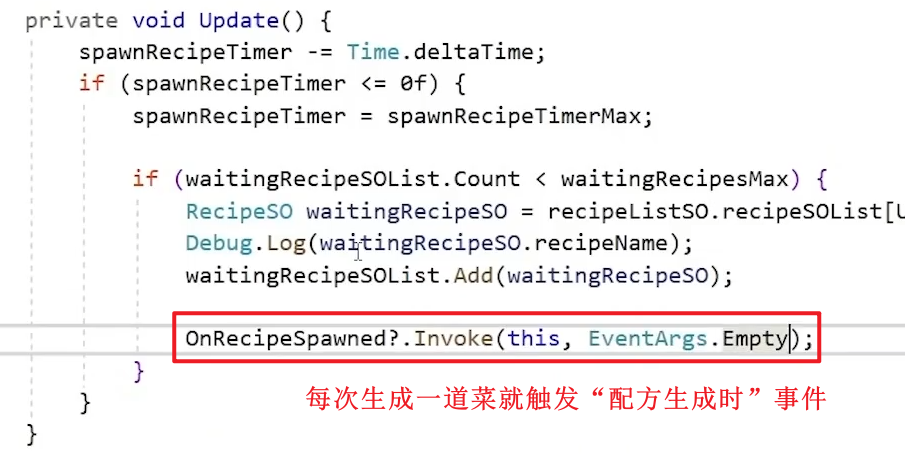 private void Update() {
spawnRecipeTimer -= Time.deltaTime;
if (spawnRecipeTimer <= 0f) {
spawnRecipeTimer = spawnRecipeTimerMax;
if (waitingRecipeSOList.Count < waitingRecipesMax) {
RecipeSO waitingRecipeSO = recipeListSO.recipeSOList[U
Debug.Log(waitingRecipeSO.recipeName);
waitingRecipeSOList.Add(waitingRecipeSO);
OnRecipeSpawned?.Invoke(this, EventArgs.Empty);
}
每次生成一道菜就触发“配方生成时”事件
}
}